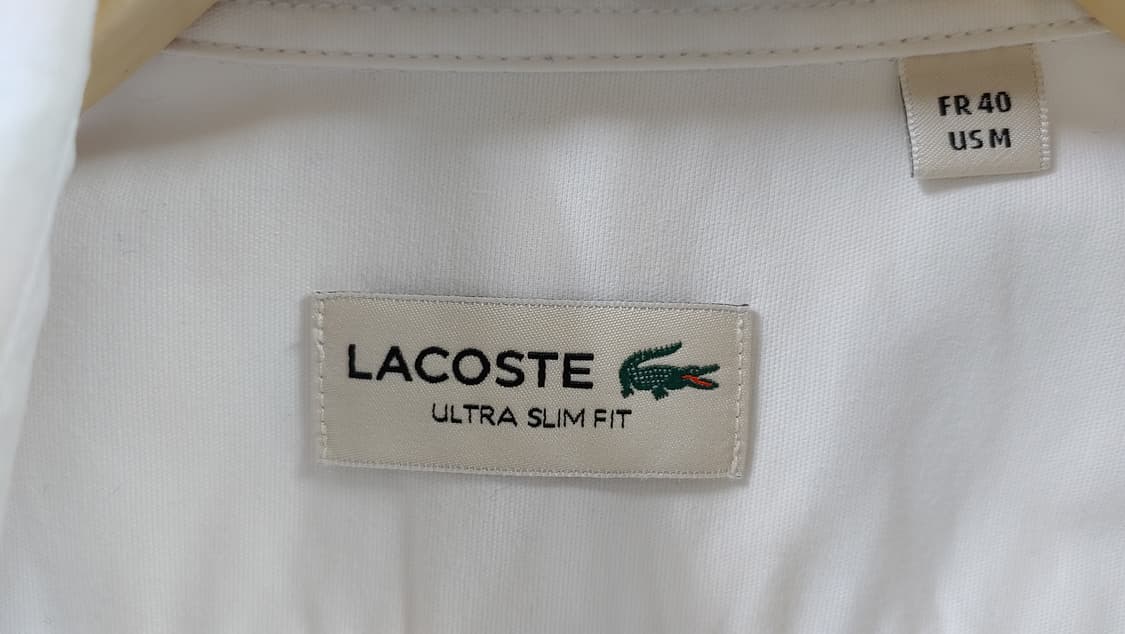 FR 40
US M
LACOSTE
ULTRA SLIM FIT